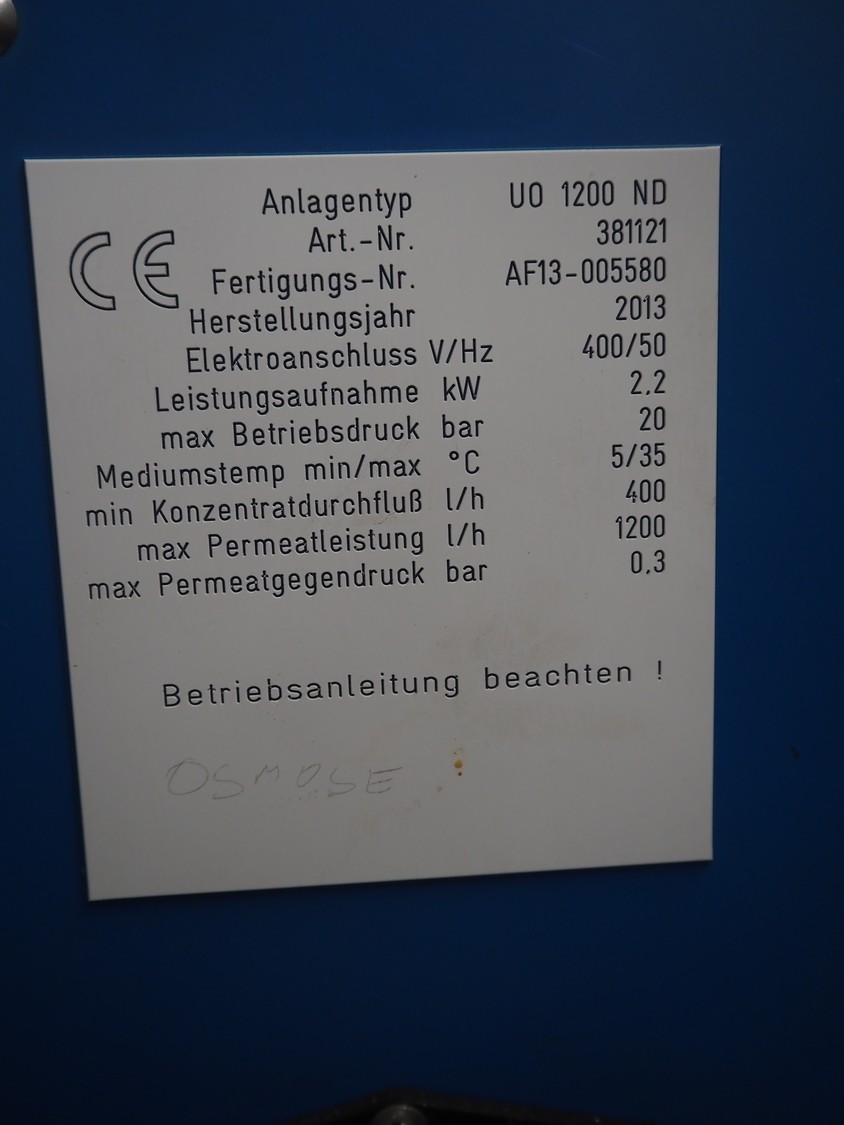 CE
Anlagentyp UO 1200 ND
Art.-Nr. 381121
Fertigungs-Nr. AF13-005580
Herstellungsjahr 2013
Elektroanschluss V/Hz 400/50
Leistungsaufnahme kW 2,2
max Betriebsdruck bar 20
Mediumstemp min/max °C 5/35
min Konzentratdurchfluß l/h 400
max Permeatleistung l/h 1200
max Permeatgegendruck bar 0,3
Betriebsanleitung beachten !
OSMOSE